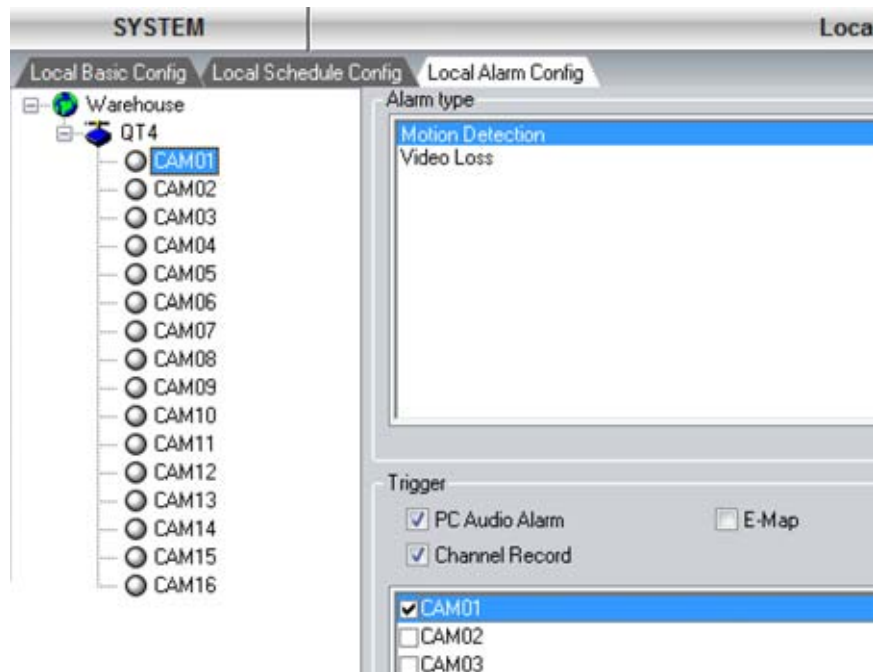 SYSTEM
Loca
Local Basic Config Local Schedule Config Local Alarm Config
Warehouse
QT4
CAM01
CAM02
CAM03
CAM04
CAM05
CAM06
CAM07
CAM08
CAM09
CAM10
CAM11
CAM12
CAM13
CAM14
CAM15
CAM16
Alarm type
Motion Detection
Video Loss
Trigger
PC Audio Alarm E-Map
Channel Record
CAM01
CAM02
CAM03